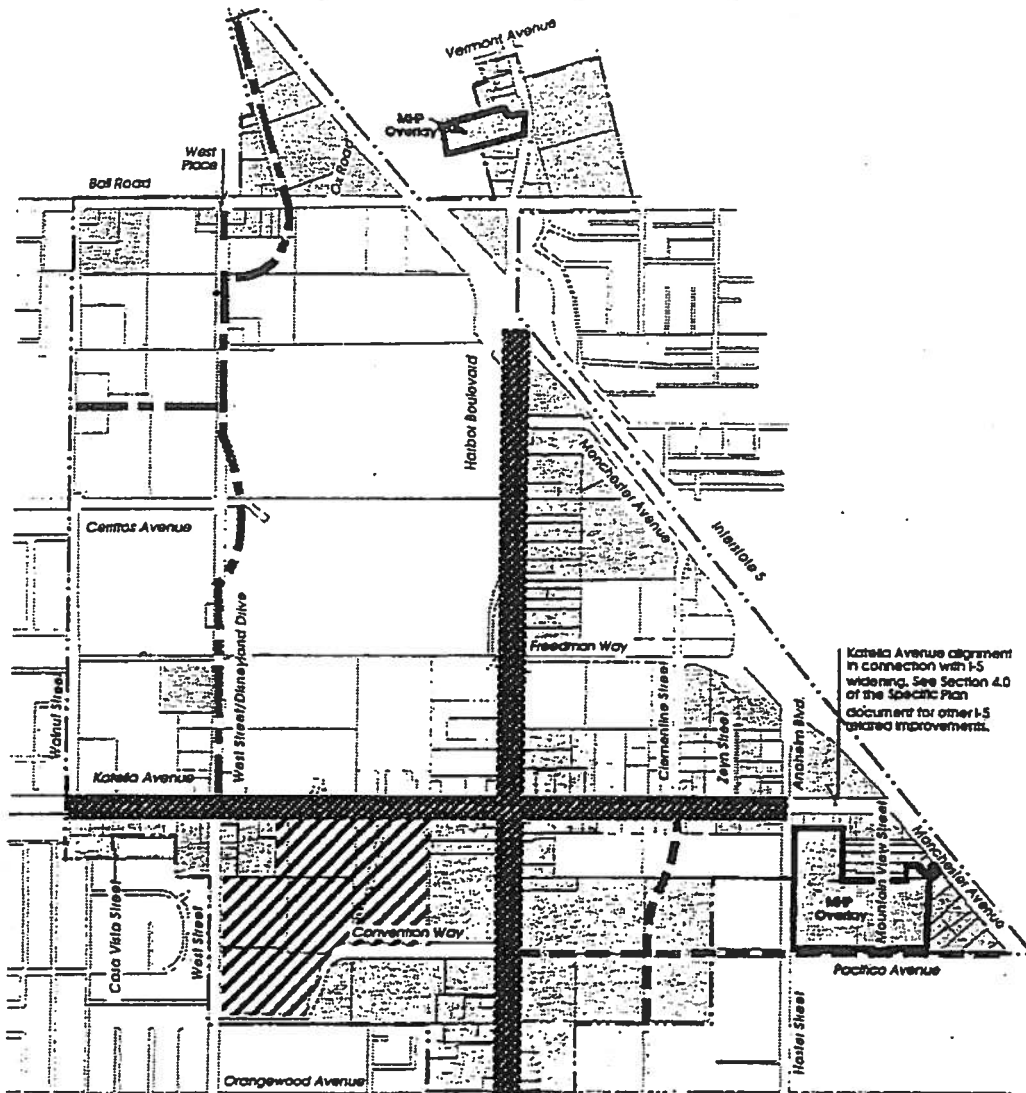 Vermont Avenue
MHP
Overlay
West
Place
Ball Road
Ox Road
Harbor Boulevard
Manchester Avenue
Interstate 5
Cerritos Avenue
West Street/Disneyland Drive
Freedman Way
Walnut Street
Clementine Street
Zeyn Street
Anaheim Blvd.
Katella Avenue alignment
in connection with I-5
widening. See Section 4.0
of the Specific Plan
document for other I-5
related improvements.
Katella Avenue
Casa Vista Street
West Street
Convention Way
MHP
Overlay
Mountain View Street
Manchester Avenue
Pacifico Avenue
Haster Street
Orangewood Avenue